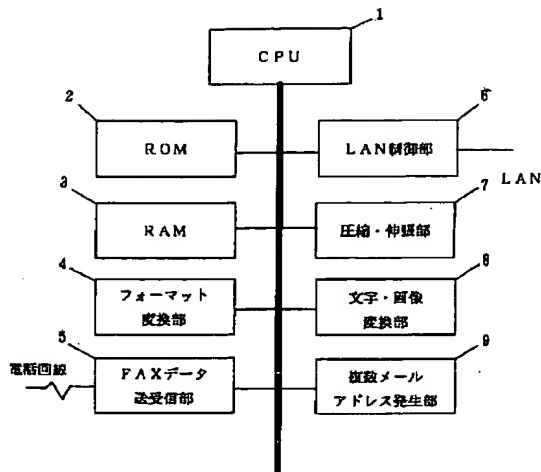 1
CPU
2
ROM
6
LAN制御部
LAN
3
RAM
7
圧縮・伸張部
4
フォーマット
変換部
8
文字・画像
変換部
5
電話回線
FAXデータ
送受信部
9
複数メール
アドレス発生部